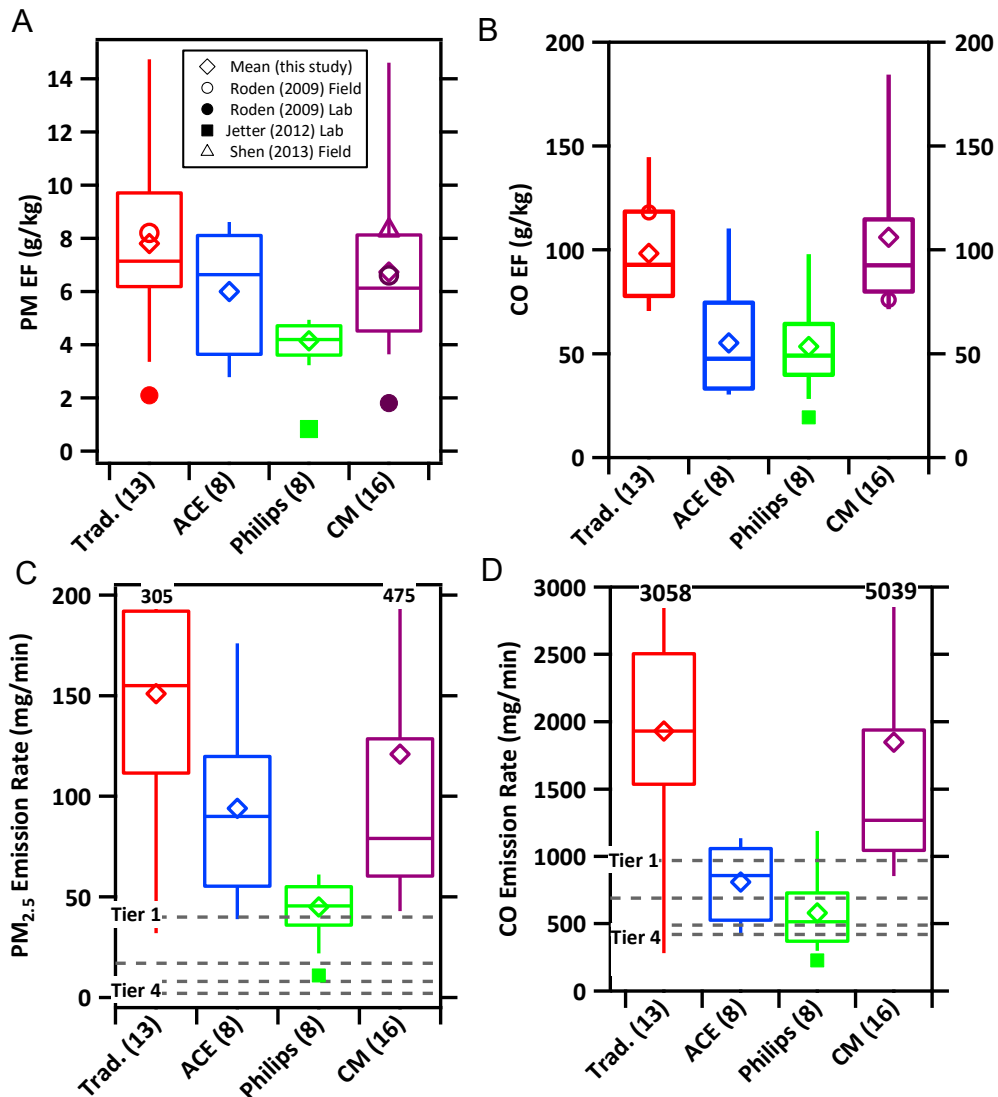 A
PM EF (g/kg)
14
12
10
8
6
4
2
0
Mean (this study)
Roden (2009) Field
Roden (2009) Lab
Jetter (2012) Lab
Shen (2013) Field
Trad. (13)
ACE (8)
Philips (8)
CM (16)
B
CO EF (g/kg)
200
150
100
50
0
200
150
100
50
0
Trad. (13)
ACE (8)
Philips (8)
CM (16)
C
PM2.5 Emission Rate (mg/min)
200
150
100
50
0
305
475
Tier 1
Tier 4
Trad. (13)
ACE (8)
Philips (8)
CM (16)
D
CO Emission Rate (mg/min)
3000
2500
2000
1500
1000
500
0
3058
5039
Tier 1
Tier 4
Trad. (13)
ACE (8)
Philips (8)
CM (16)